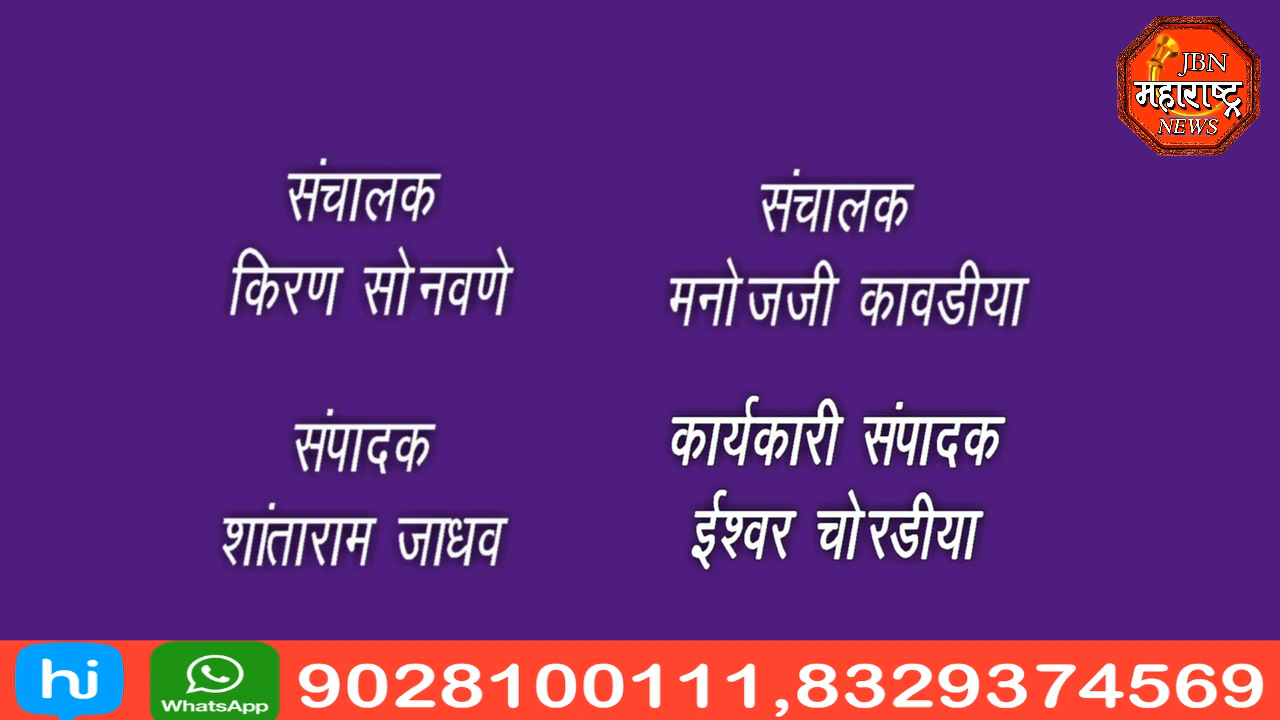 JBN
महाराष्ट्र
NEWS
संचालक
किरण सोनवणे
संचालक
मनोजजी कावडीया
संपादक
शांताराम जाधव
कार्यकारी संपादक
ईश्वर चोरडीया
hi
WhatsApp
9028100111,8329374569